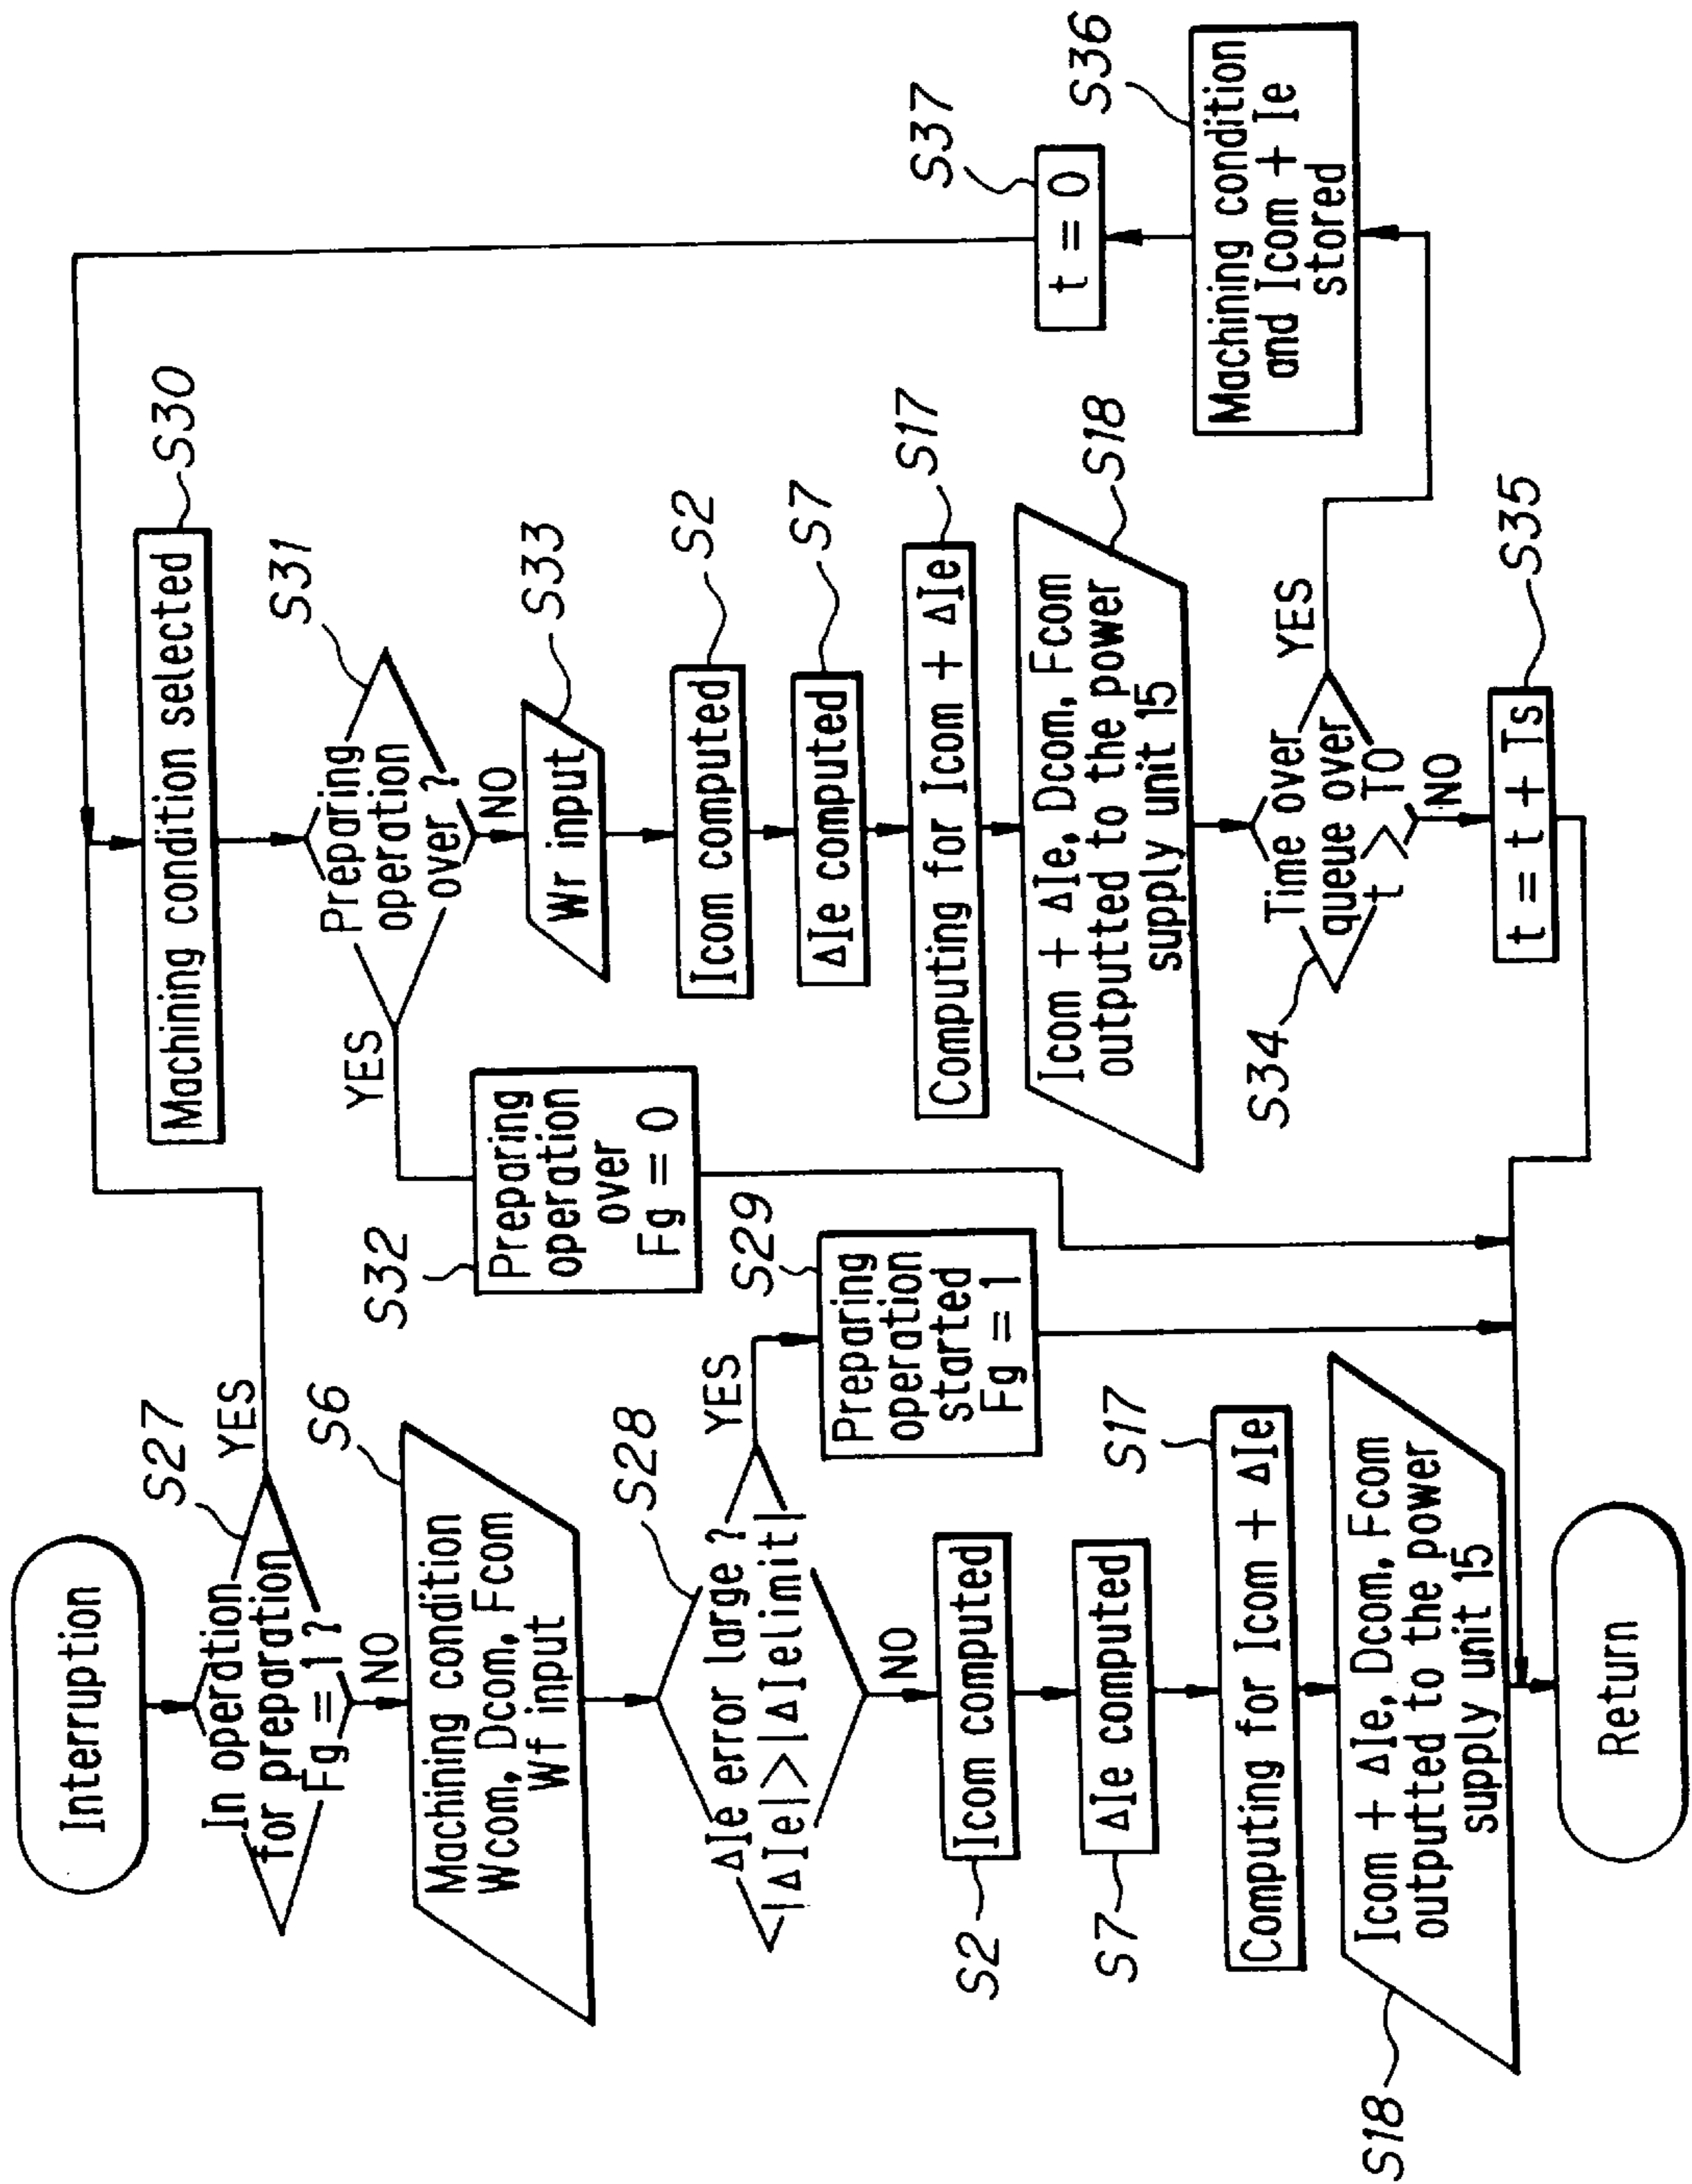 Interruption
In operation
for preparation
Fg = 1 ?
S27
YES
NO
Machining condition
Wcom, Dcom, Fcom
Wf input
S6
ΔIe error large ?
|ΔIe|>|ΔIelimit|
S28
YES
NO
Preparing
operation
started
Fg = 1
S29
Icom computed
S2
ΔIe computed
S7
Computing for Icom + ΔIe
S17
Icom + ΔIe, Dcom, Fcom
outputted to the power
supply unit 15
S18
Return
Machining condition selected
S30
Preparing
operation
over ?
S31
YES
NO
Preparing
operation
over
Fg = 0
S32
Wr input
S33
Icom computed
S2
ΔIe computed
S7
Computing for Icom + ΔIe
S17
Icom + ΔIe, Dcom, Fcom
outputted to the power
supply unit 15
S18
Time over
queue over
t > TO
S34
YES
NO
t = t + Ts
S35
t = 0
S37
Machining condition
and Icom + Ie
stored
S36